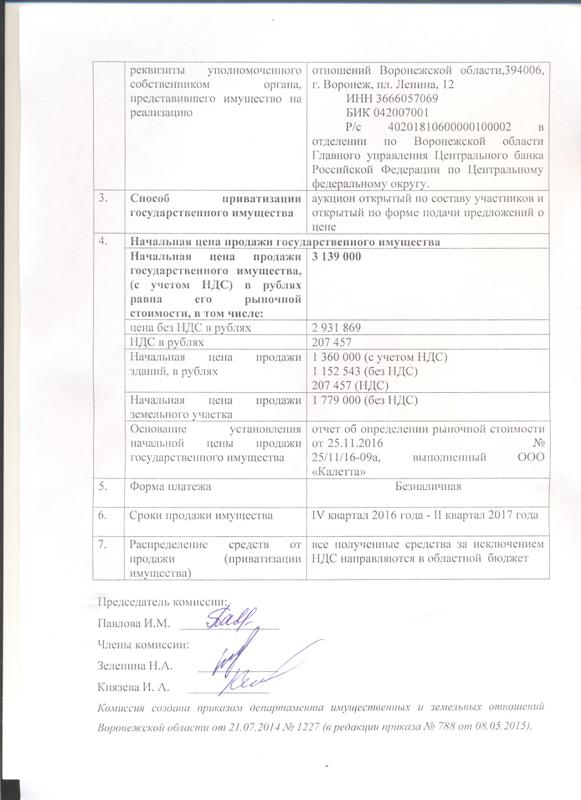 реквизиты уполномоченного
собственником органа,
представившего имущество на
реализацию
отношений Воронежской области,394006,
г. Воронеж, пл. Ленина, 12
ИНН 3666057069
БИК 042007001
Р/с 40201810600000100002 в
отделении по Воронежской области
Главного управления Центрального банка
Российской Федерации по Центральному
федеральному округу.
3.
Способ приватизации
государственного имущества
аукцион открытый по составу участников и
открытый по форме подачи предложений о
цене
4.
Начальная цена продажи государственного имущества
Начальная цена продажи
государственного имущества,
(с учетом НДС) в рублях
равна его рыночной
стоимости, в том числе:
3 139 000
цена без НДС в рублях
2 931 869
НДС в рублях
207 457
Начальная цена продажи
зданий, в рублях
1 360 000 (с учетом НДС)
1 152 543 (без НДС)
207 457 (НДС)
Начальная цена продажи
земельного участка
1 779 000 (без НДС)
Основание установления
начальной цены продажи
государственного имущества
отчет об определении рыночной стоимости
от 25.11.2016 №
25/11/16-09а, выполненный ООО
«Калетта»
5.
Форма платежа
Безналичная
6.
Сроки продажи имущества
IV квартал 2016 года - II квартал 2017 года
7.
Распределение средств от
продажи (приватизации
имущества)
все полученные средства за исключением
НДС направляются в областной бюджет
Председатель комиссии:
Павлова И.М.
Члены комиссии:
Зеленина Н.А.
Князева И. А.
Комиссия создана приказом департамента имущественных и земельных отношений
Воронежской области от 21.07.2014 № 1227 (в редакции приказа № 788 от 08.05.2015).